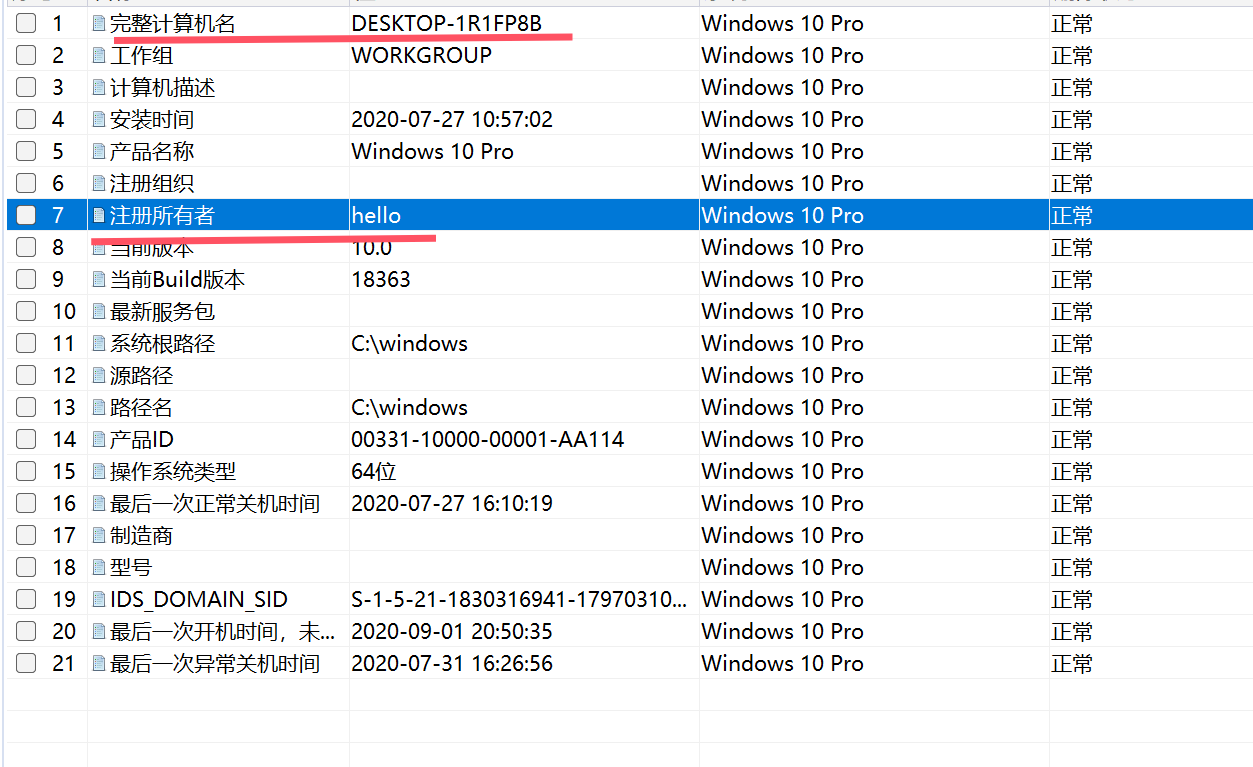 1 完整计算机名 DESKTOP-1R1FP8B Windows 10 Pro 正常
2 工作组 WORKGROUP Windows 10 Pro 正常
3 计算机描述 Windows 10 Pro 正常
4 安装时间 2020-07-27 10:57:02 Windows 10 Pro 正常
5 产品名称 Windows 10 Pro Windows 10 Pro 正常
6 注册组织 Windows 10 Pro 正常
7 注册所有者 hello Windows 10 Pro 正常
8 当前版本 10.0 Windows 10 Pro 正常
9 当前Build版本 18363 Windows 10 Pro 正常
10 最新服务包 Windows 10 Pro 正常
11 系统根路径 C:\windows Windows 10 Pro 正常
12 源路径 Windows 10 Pro 正常
13 路径名 C:\windows Windows 10 Pro 正常
14 产品ID 00331-10000-00001-AA114 Windows 10 Pro 正常
15 操作系统类型 64位 Windows 10 Pro 正常
16 最后一次正常关机时间 2020-07-27 16:10:19 Windows 10 Pro 正常
17 制造商 Windows 10 Pro 正常
18 型号 Windows 10 Pro 正常
19 IDS_DOMAIN_SID S-1-5-21-1830316941-17970310... Windows 10 Pro 正常
20 最后一次开机时间，未... 2020-09-01 20:50:35 Windows 10 Pro 正常
21 最后一次异常关机时间 2020-07-31 16:26:56 Windows 10 Pro 正常